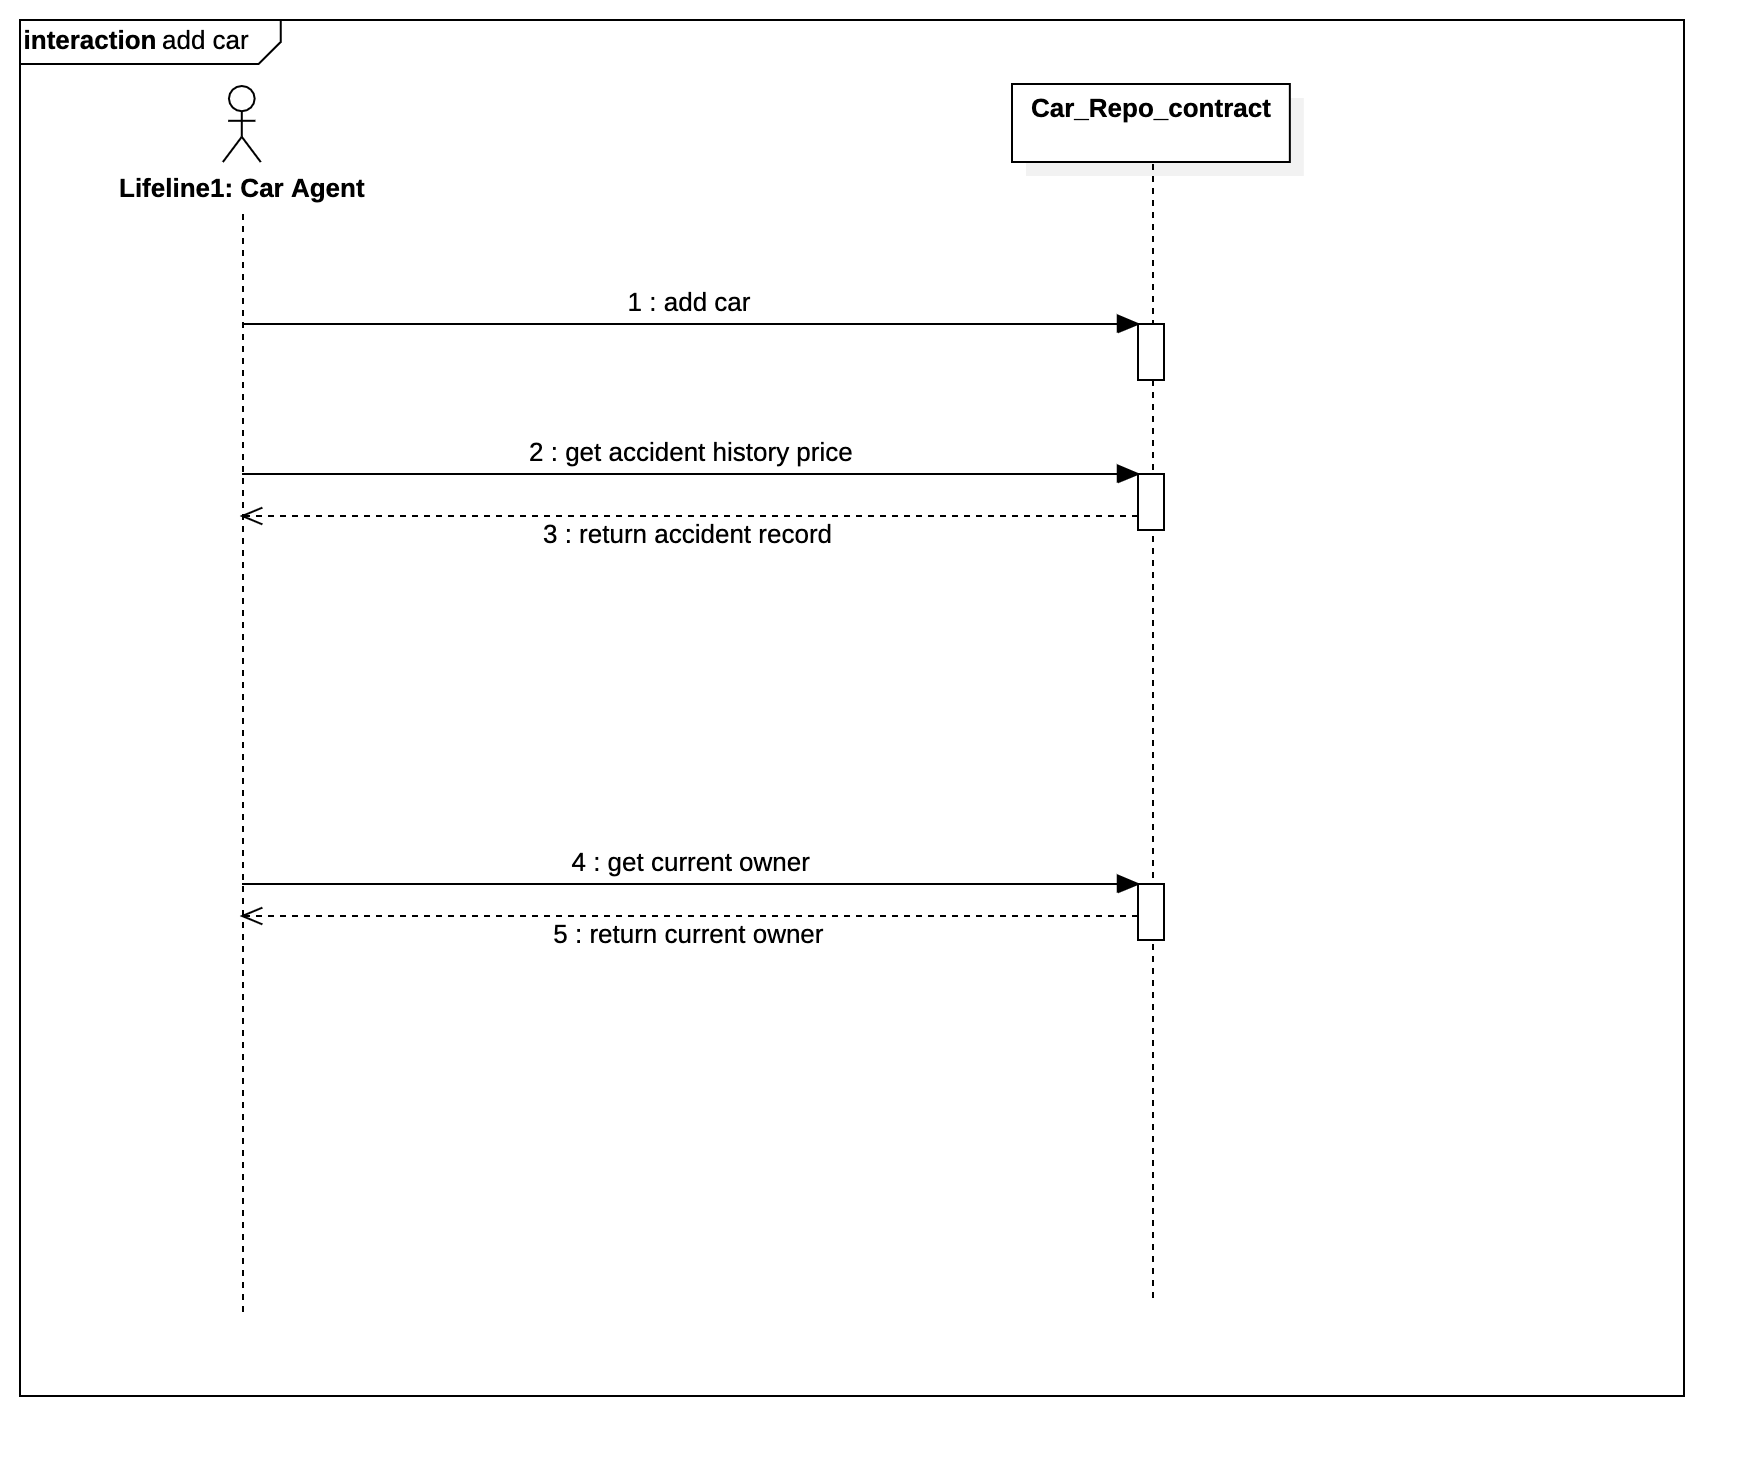 interaction add car
Car_Repo_contract
Lifeline1: Car Agent
1 : add car
2 : get accident history price
3 : return accident record
4 : get current owner
5 : return current owner